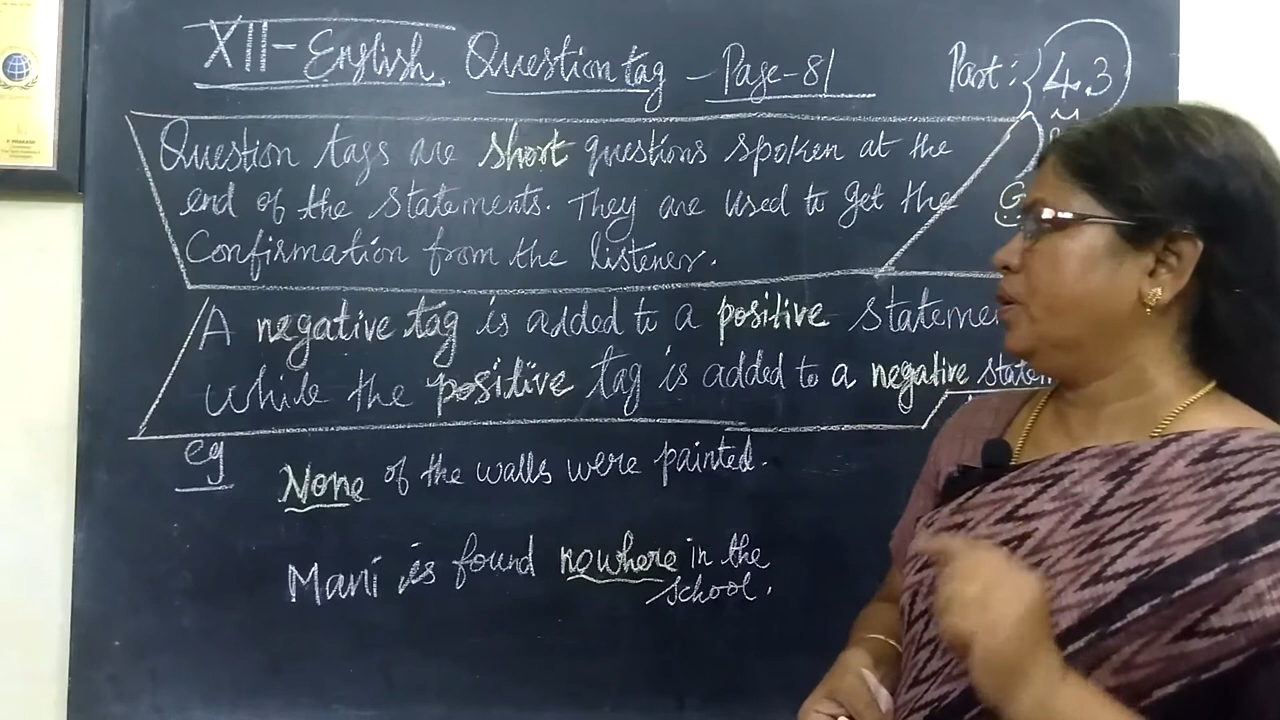 XII - English Question tag - Page - 81
Part : 4.3
Question tags are short questions spoken at the
end of the statements. They are used to get the
Confirmation from the listener.
A negative tag is added to a positive Stateme
while the positive tag is added to a negative statem
eg
None of the walls were painted.
Mani is found nowhere in the
School.